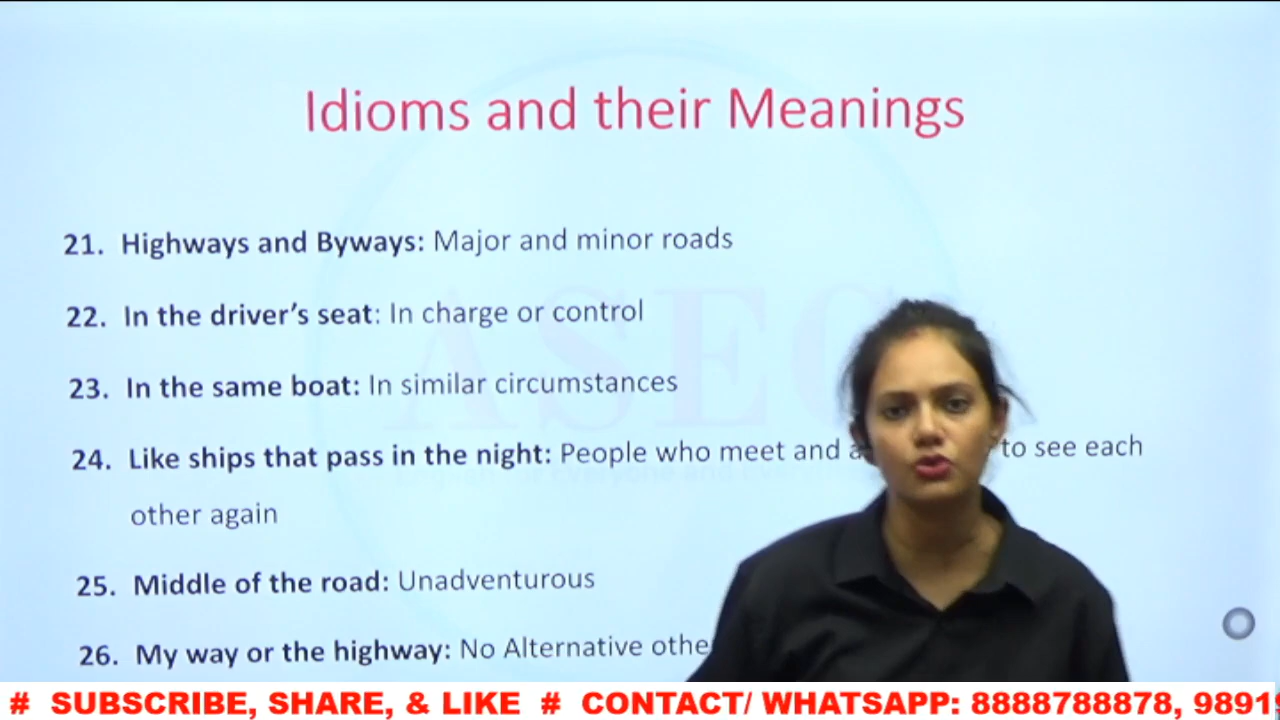 Idioms and their Meanings
21. Highways and Byways: Major and minor roads
22. In the driver's seat: In charge or control
23. In the same boat: In similar circumstances
24. Like ships that pass in the night: People who meet and to see each
other again
25. Middle of the road: Unadventurous
26. My way or the highway: No Alternative
# SUBSCRIBE, SHARE, & LIKE # CONTACT/ WHATSAPP: 8888788878, 9891